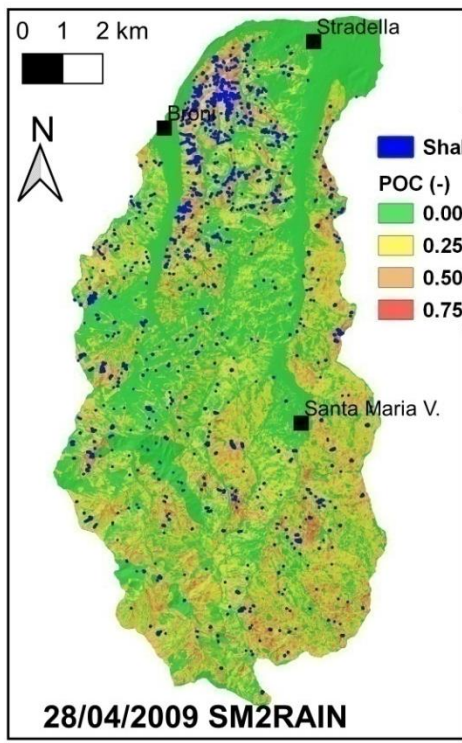 0 1 2 km
Stradella
Broni
N
Shal
POC (-)
0.00
0.25
0.50
0.75
Santa Maria V.
28/04/2009 SM2RAIN